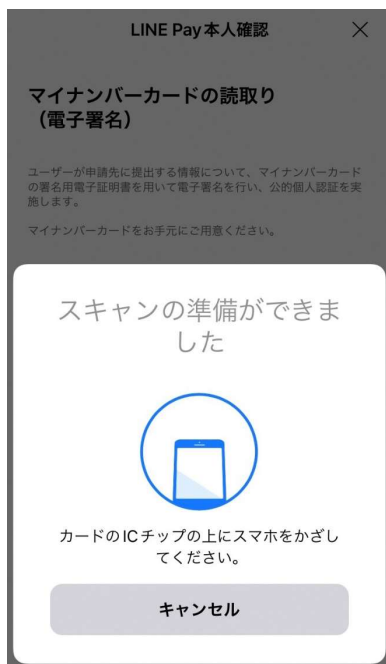 LINE Pay 本人確認
マイナンバーカードの読取り
（電子署名）
ユーザーが申請先に提出する情報について、マイナンバーカード
の署名用電子証明書を用いて電子署名を行い、公的個人認証を実
施します。
マイナンバーカードをお手元にご用意ください。
スキャンの準備ができま
した
カードのICチップの上にスマホをかざし
てください。
キャンセル